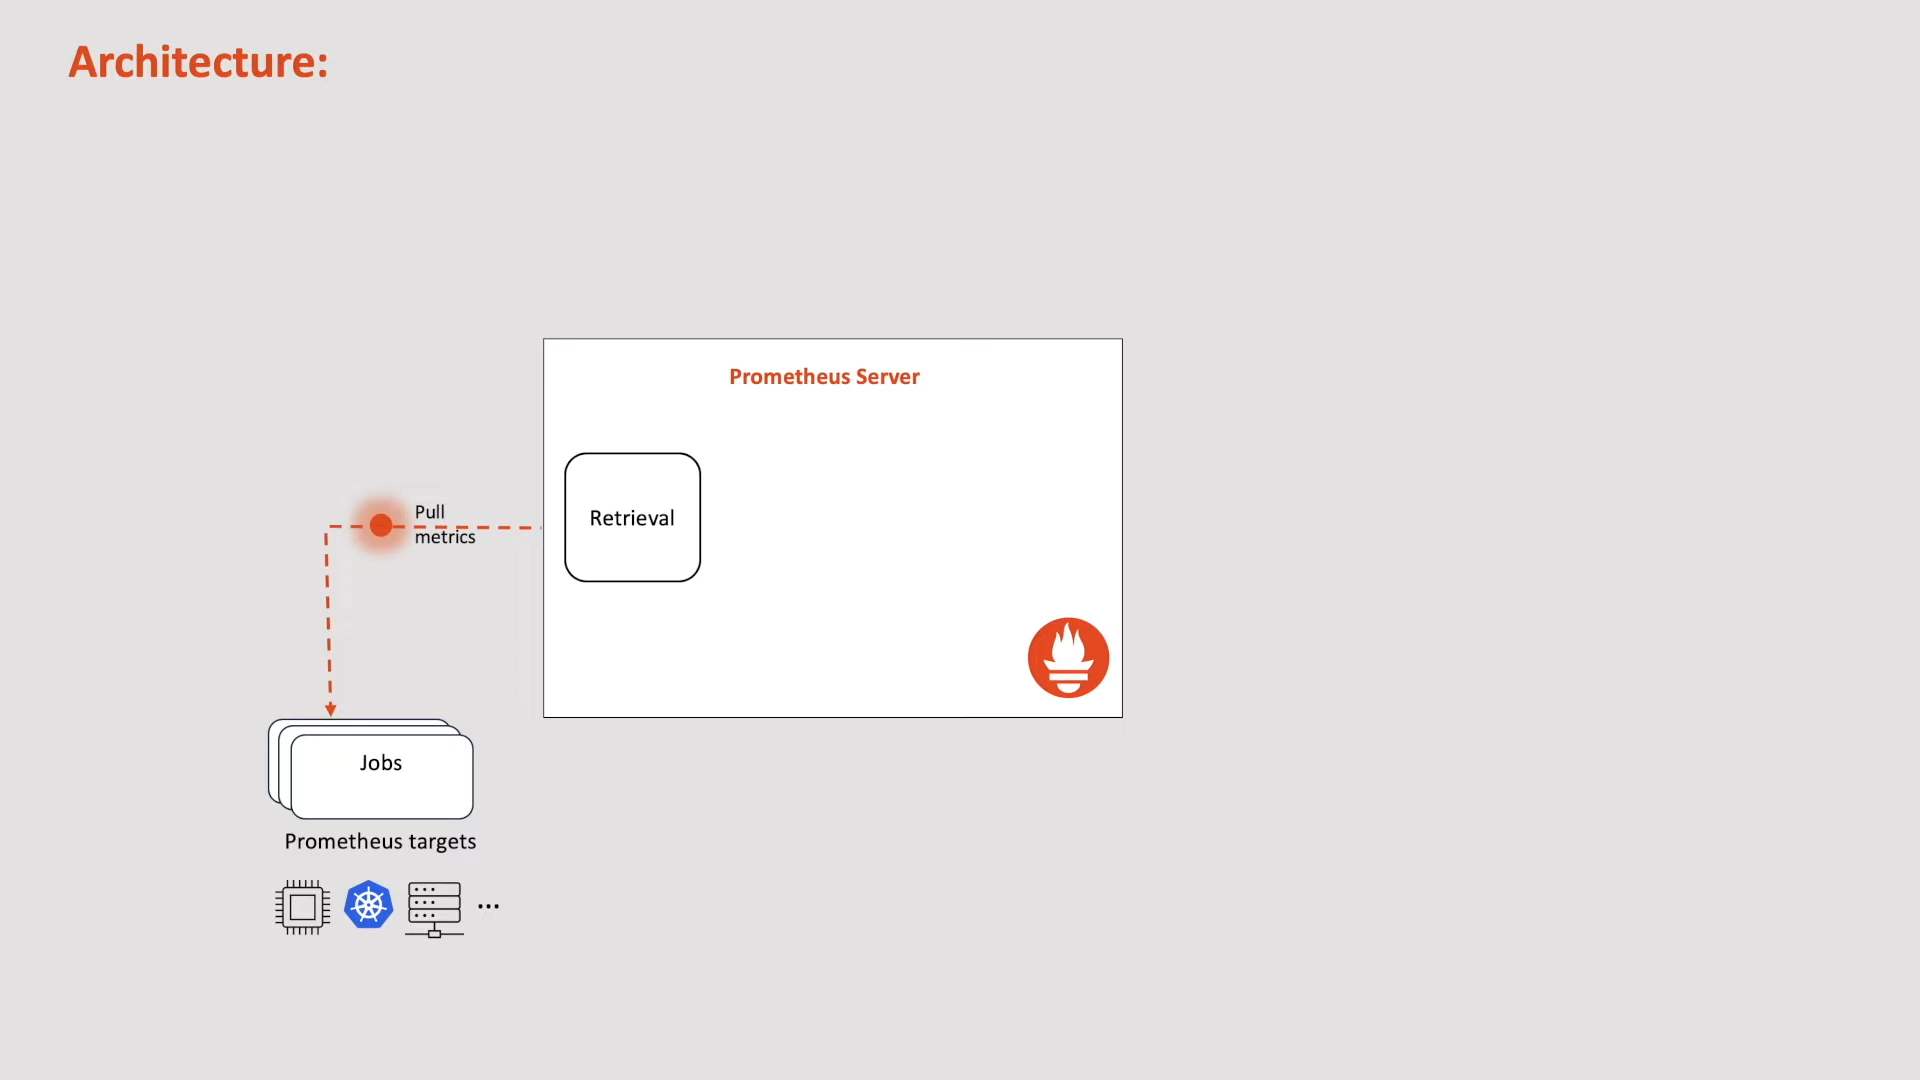 Architecture:
Prometheus Server
Retrieval
Pull
metrics
Jobs
Prometheus targets
...